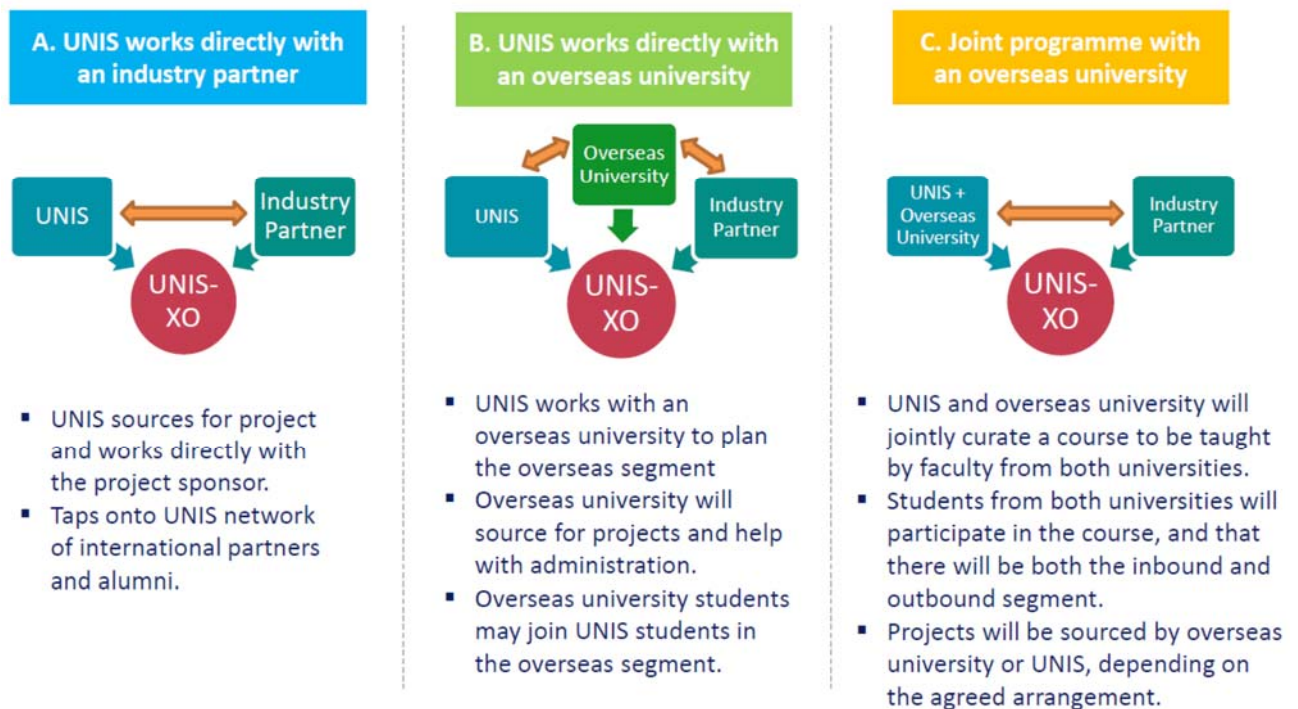 A. UNIS works directly with
an industry partner
UNIS
Industry
Partner
UNIS-
XO
▪ UNIS sources for project
and works directly with
the project sponsor.
▪ Taps onto UNIS network
of international partners
and alumni.
B. UNIS works directly with
an overseas university
Overseas
University
UNIS
Industry
Partner
UNIS-
XO
▪ UNIS works with an
overseas university to plan
the overseas segment
▪ Overseas university will
source for projects and help
with administration.
▪ Overseas university students
may join UNIS students in
the overseas segment.
C. Joint programme with
an overseas university
UNIS +
Overseas
University
Industry
Partner
UNIS-
XO
▪ UNIS and overseas university will
jointly curate a course to be taught
by faculty from both universities.
▪ Students from both universities will
participate in the course, and that
there will be both the inbound and
outbound segment.
▪ Projects will be sourced by overseas
university or UNIS, depending on
the agreed arrangement.